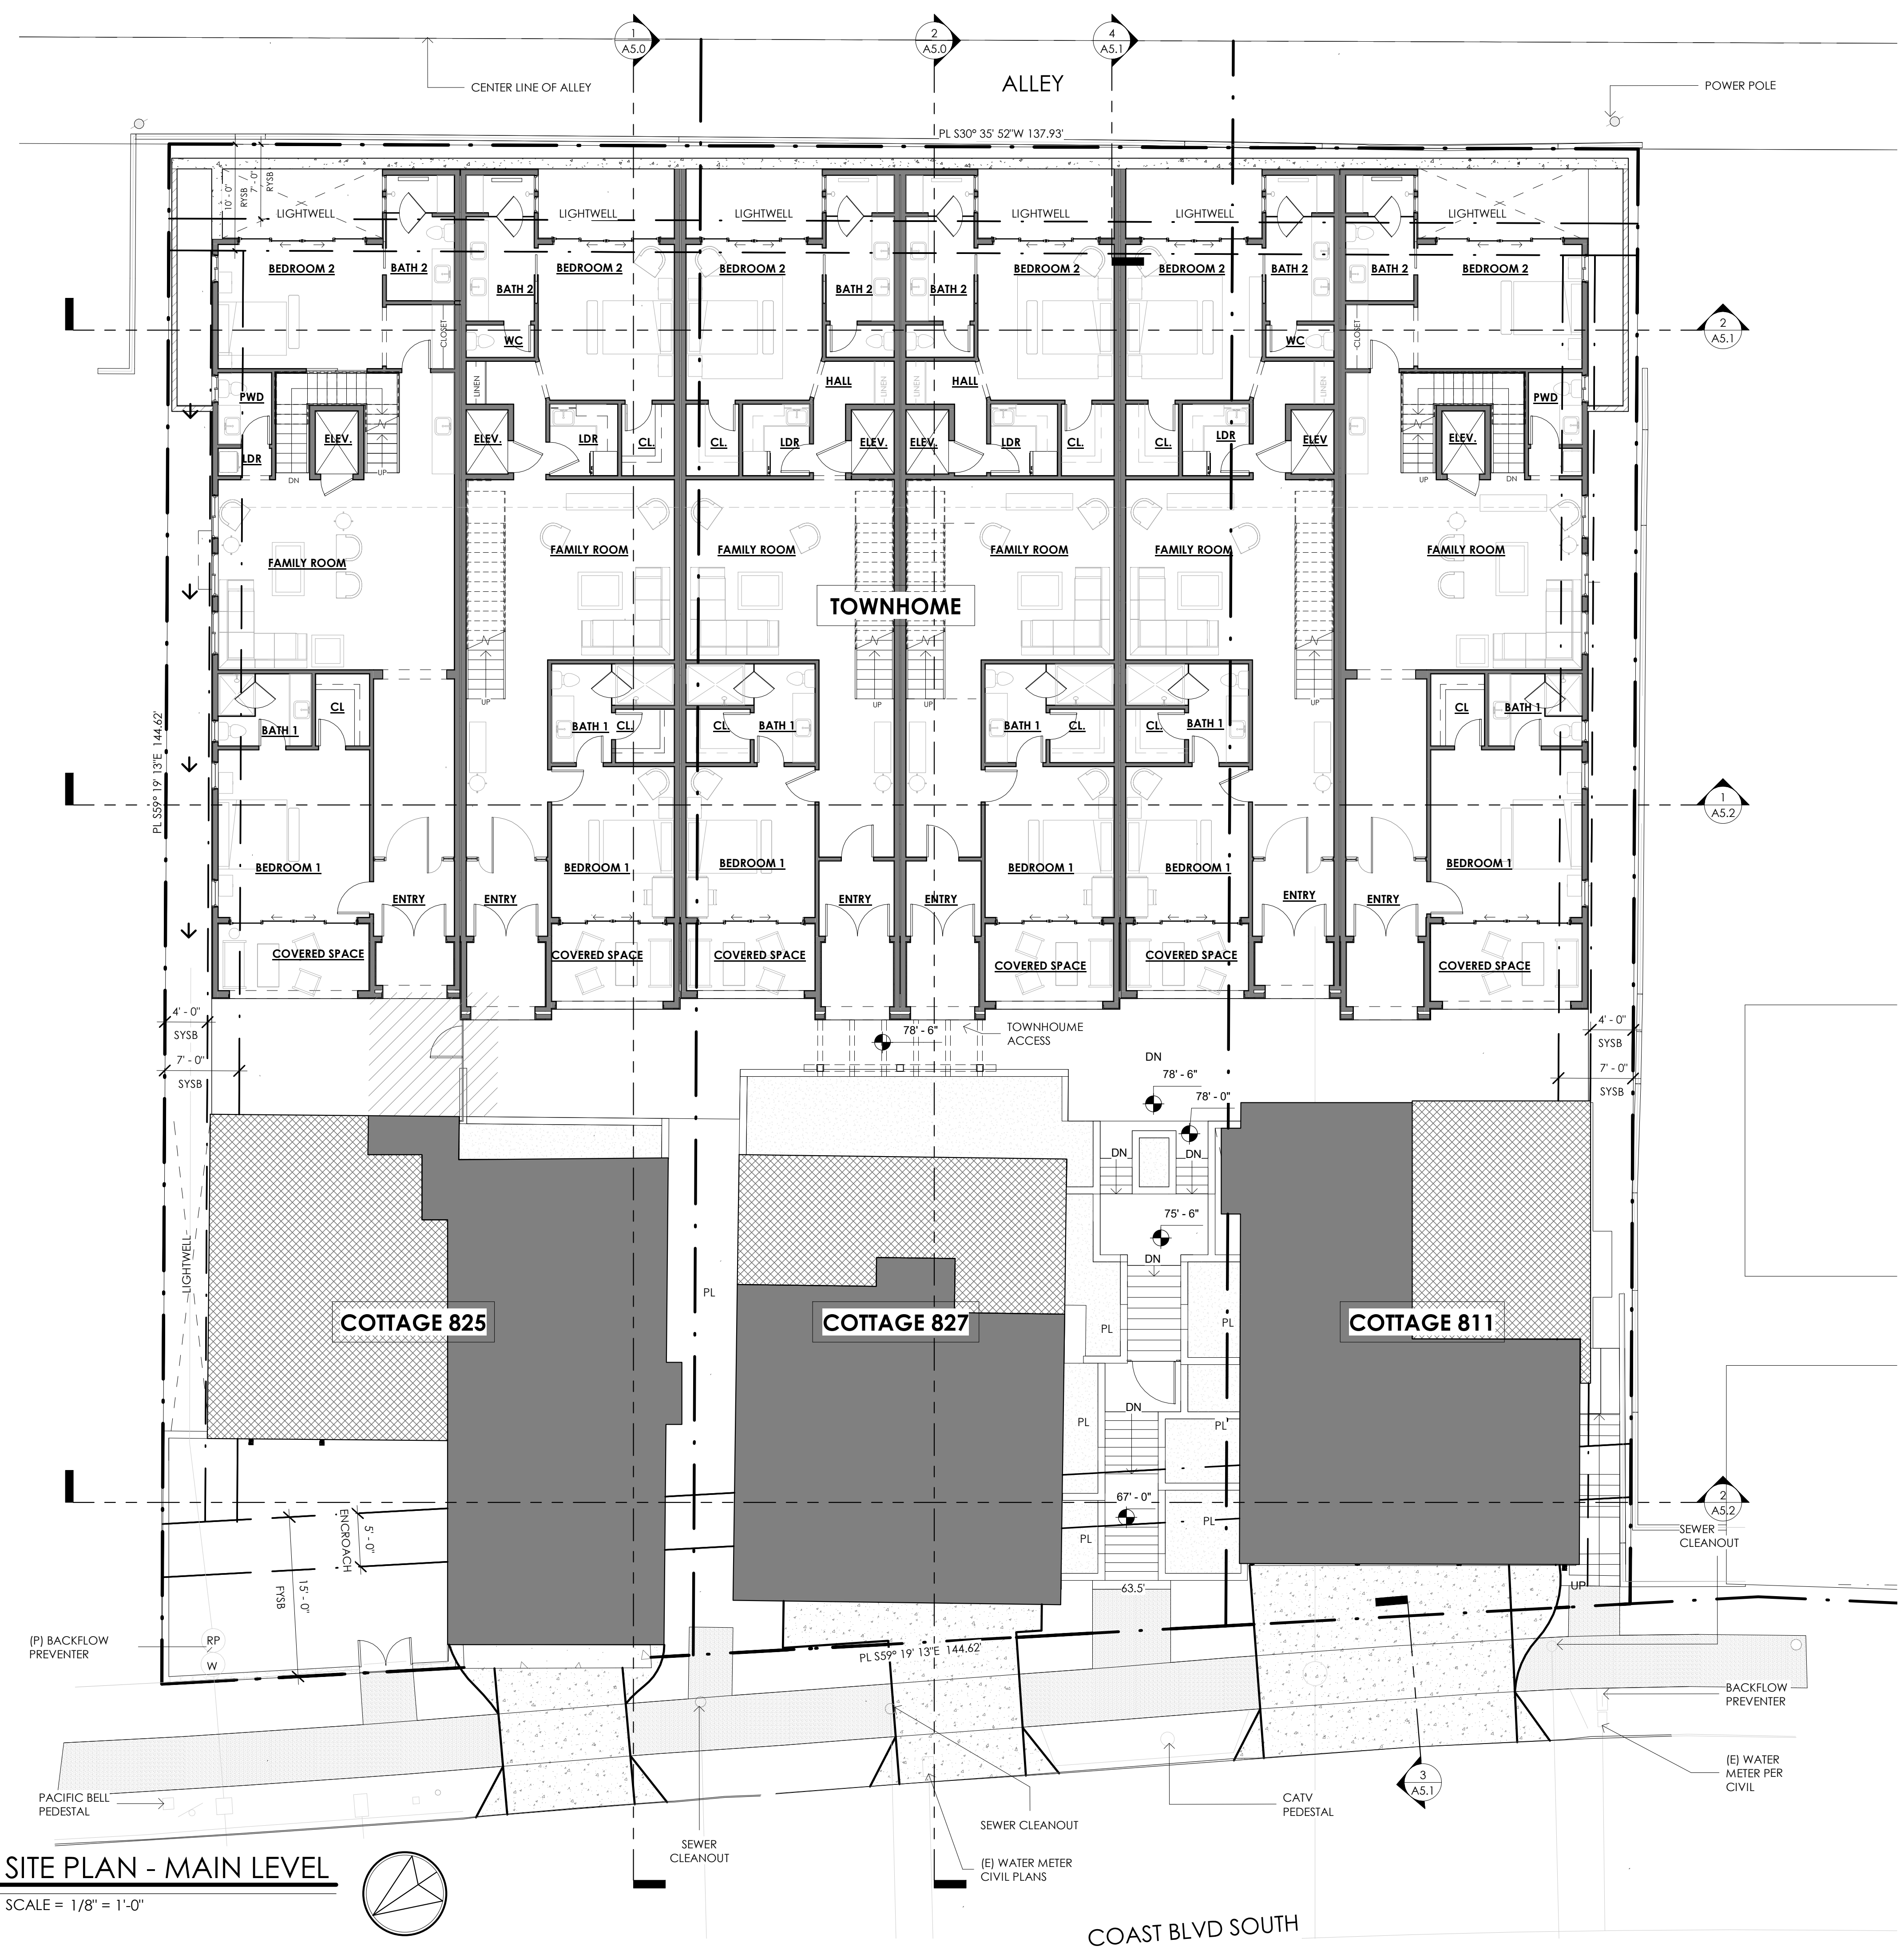 1
A5.0
2
A5.0
4
A5.1
ALLEY
CENTER LINE OF ALLEY
POWER POLE
PL S30° 35' 52"W 137.93'
10' - 0"
RYSB
7' - 0"
RYSB
LIGHTWELL
LIGHTWELL
LIGHTWELL
LIGHTWELL
LIGHTWELL
LIGHTWELL
BEDROOM 2
BATH 2
BEDROOM 2
BATH 2
BEDROOM 2
BATH 2
BATH 2
BEDROOM 2
BEDROOM 2
BATH 2
BATH 2
BEDROOM 2
CLOSET
WC
WC
CLOSET
2
A5.1
LINEN
HALL
LINEN
HALL
LINEN
PWD
ELEV.
LDR
ELEV.
LDR
CL.
CL.
LDR
ELEV.
ELEV.
LDR
CL.
CL.
LDR
ELEV
ELEV.
PWD
DN
UP
UP
DN
FAMILY ROOM
FAMILY ROOM
FAMILY ROOM
FAMILY ROOM
FAMILY ROOM
FAMILY ROOM
TOWNHOME
UP
UP
UP
UP
BATH 1
CL
BATH 1
CL.
CL.
BATH 1
BATH 1
CL.
CL.
BATH 1
CL
BATH 1
PL S59° 19' 13"E 144.62'
1
A5.2
BEDROOM 1
BEDROOM 1
BEDROOM 1
BEDROOM 1
BEDROOM 1
BEDROOM 1
ENTRY
ENTRY
ENTRY
ENTRY
ENTRY
ENTRY
COVERED SPACE
COVERED SPACE
COVERED SPACE
COVERED SPACE
COVERED SPACE
COVERED SPACE
4' - 0"
SYSB
7' - 0"
SYSB
78' - 6"
TOWNHOUME
ACCESS
4' - 0"
SYSB
7' - 0"
SYSB
DN
78' - 6"
78' - 0"
DN
DN
75' - 6"
DN
LIGHTWELL
PL
COTTAGE 825
COTTAGE 827
PL
PL
COTTAGE 811
DN
PL
PL
67' - 0"
PL
PL
2
A5.2
SEWER
CLEANOUT
5' - 0"
ENCROACH
15' - 0"
FYSB
63.5'
UP
(P) BACKFLOW
PREVENTER
RP
W
PL S59° 19' 13"E 144.62'
BACKFLOW
PREVENTER
(E) WATER
METER PER
CIVIL
3
A5.1
PACIFIC BELL
PEDESTAL
CATV
PEDESTAL
SEWER CLEANOUT
SEWER
CLEANOUT
(E) WATER METER
CIVIL PLANS
SITE PLAN - MAIN LEVEL
SCALE = 1/8" = 1'-0"
COAST BLVD SOUTH